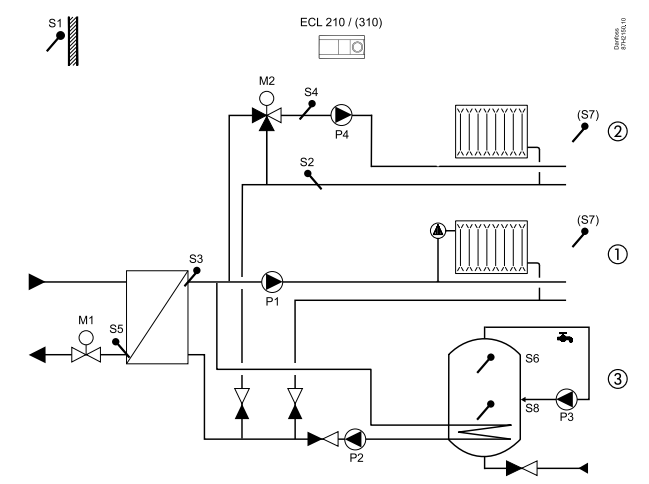 S1
ECL 210 / (310)
Danfoss
87H2150.10
M2
S4
P4
(S7)
2
S2
(S7)
1
S3
P1
M1
S5
S6
S8
P3
3
P2